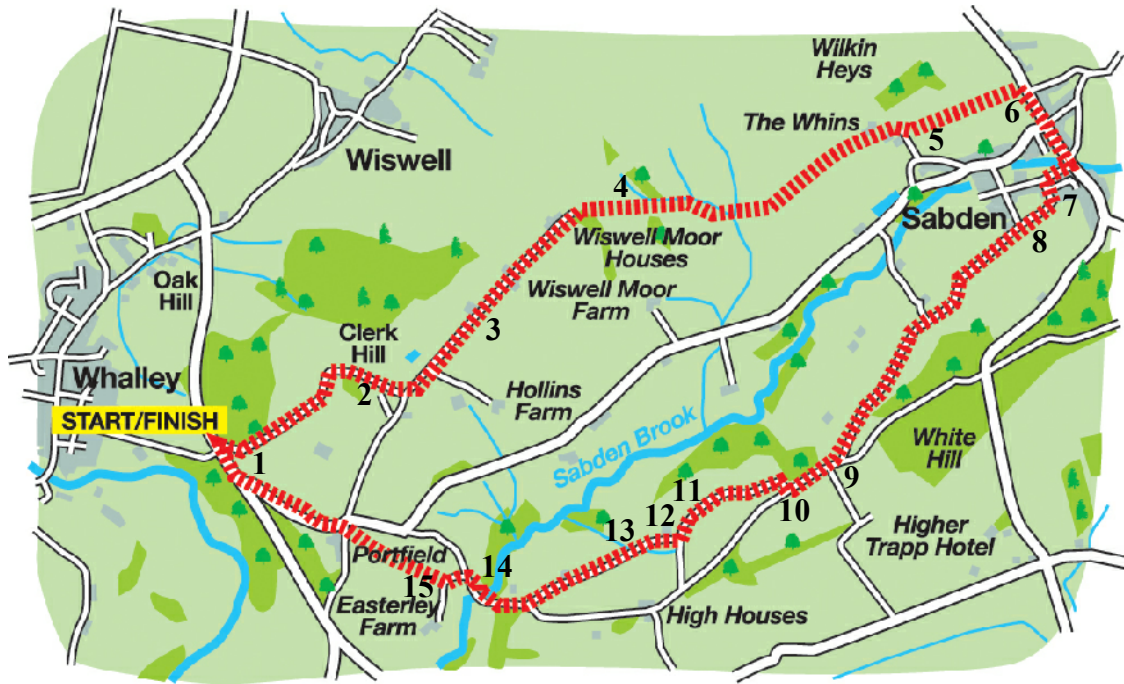 Wilkin
Heys
The Whins
6
5
Wiswell
4
Sabden
7
8
Wiswell Moor
Houses
Oak
Hill
Wiswell Moor
Farm
3
Clerk
Hill
2
Whalley
Hollins
Farm
START/FINISH
Sabden Brook
White
Hill
1
9
11
10
12
13
Higher
Trapp Hotel
Portfield
14
15
Easterley
Farm
High Houses